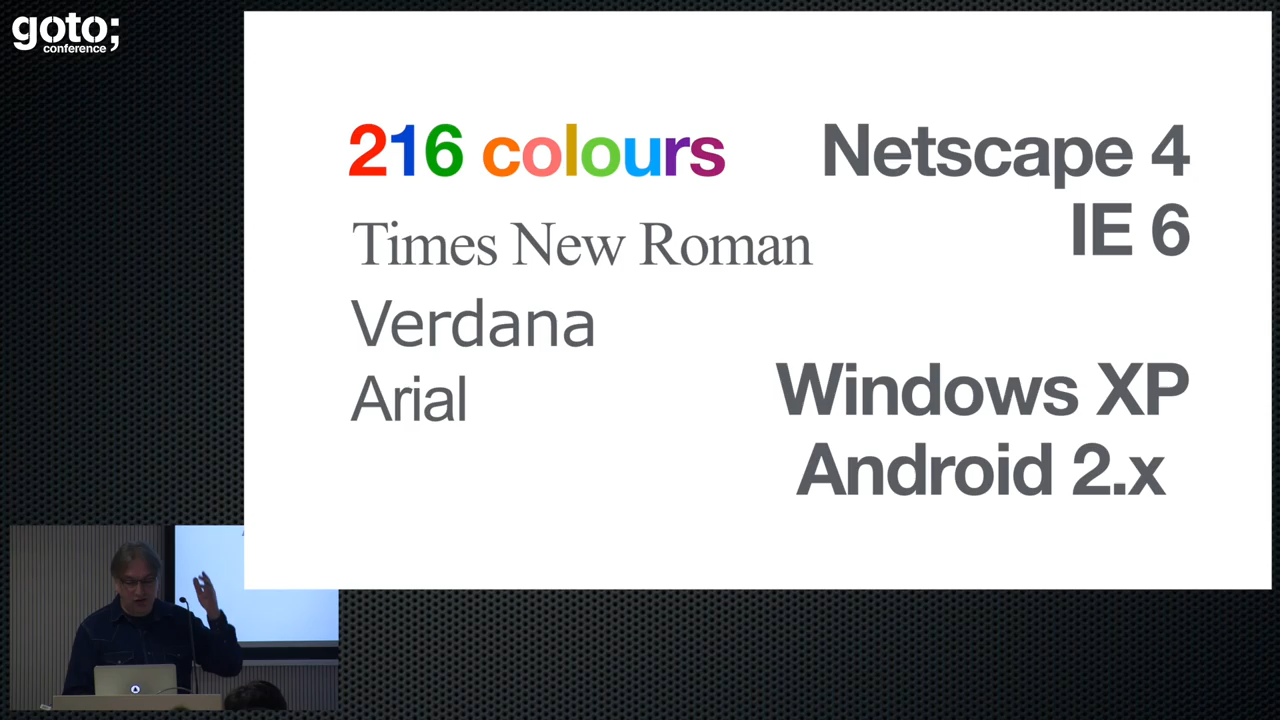 goto;
conference
216 colours
Times New Roman
Verdana
Arial
Netscape 4
IE 6
Windows XP
Android 2.x